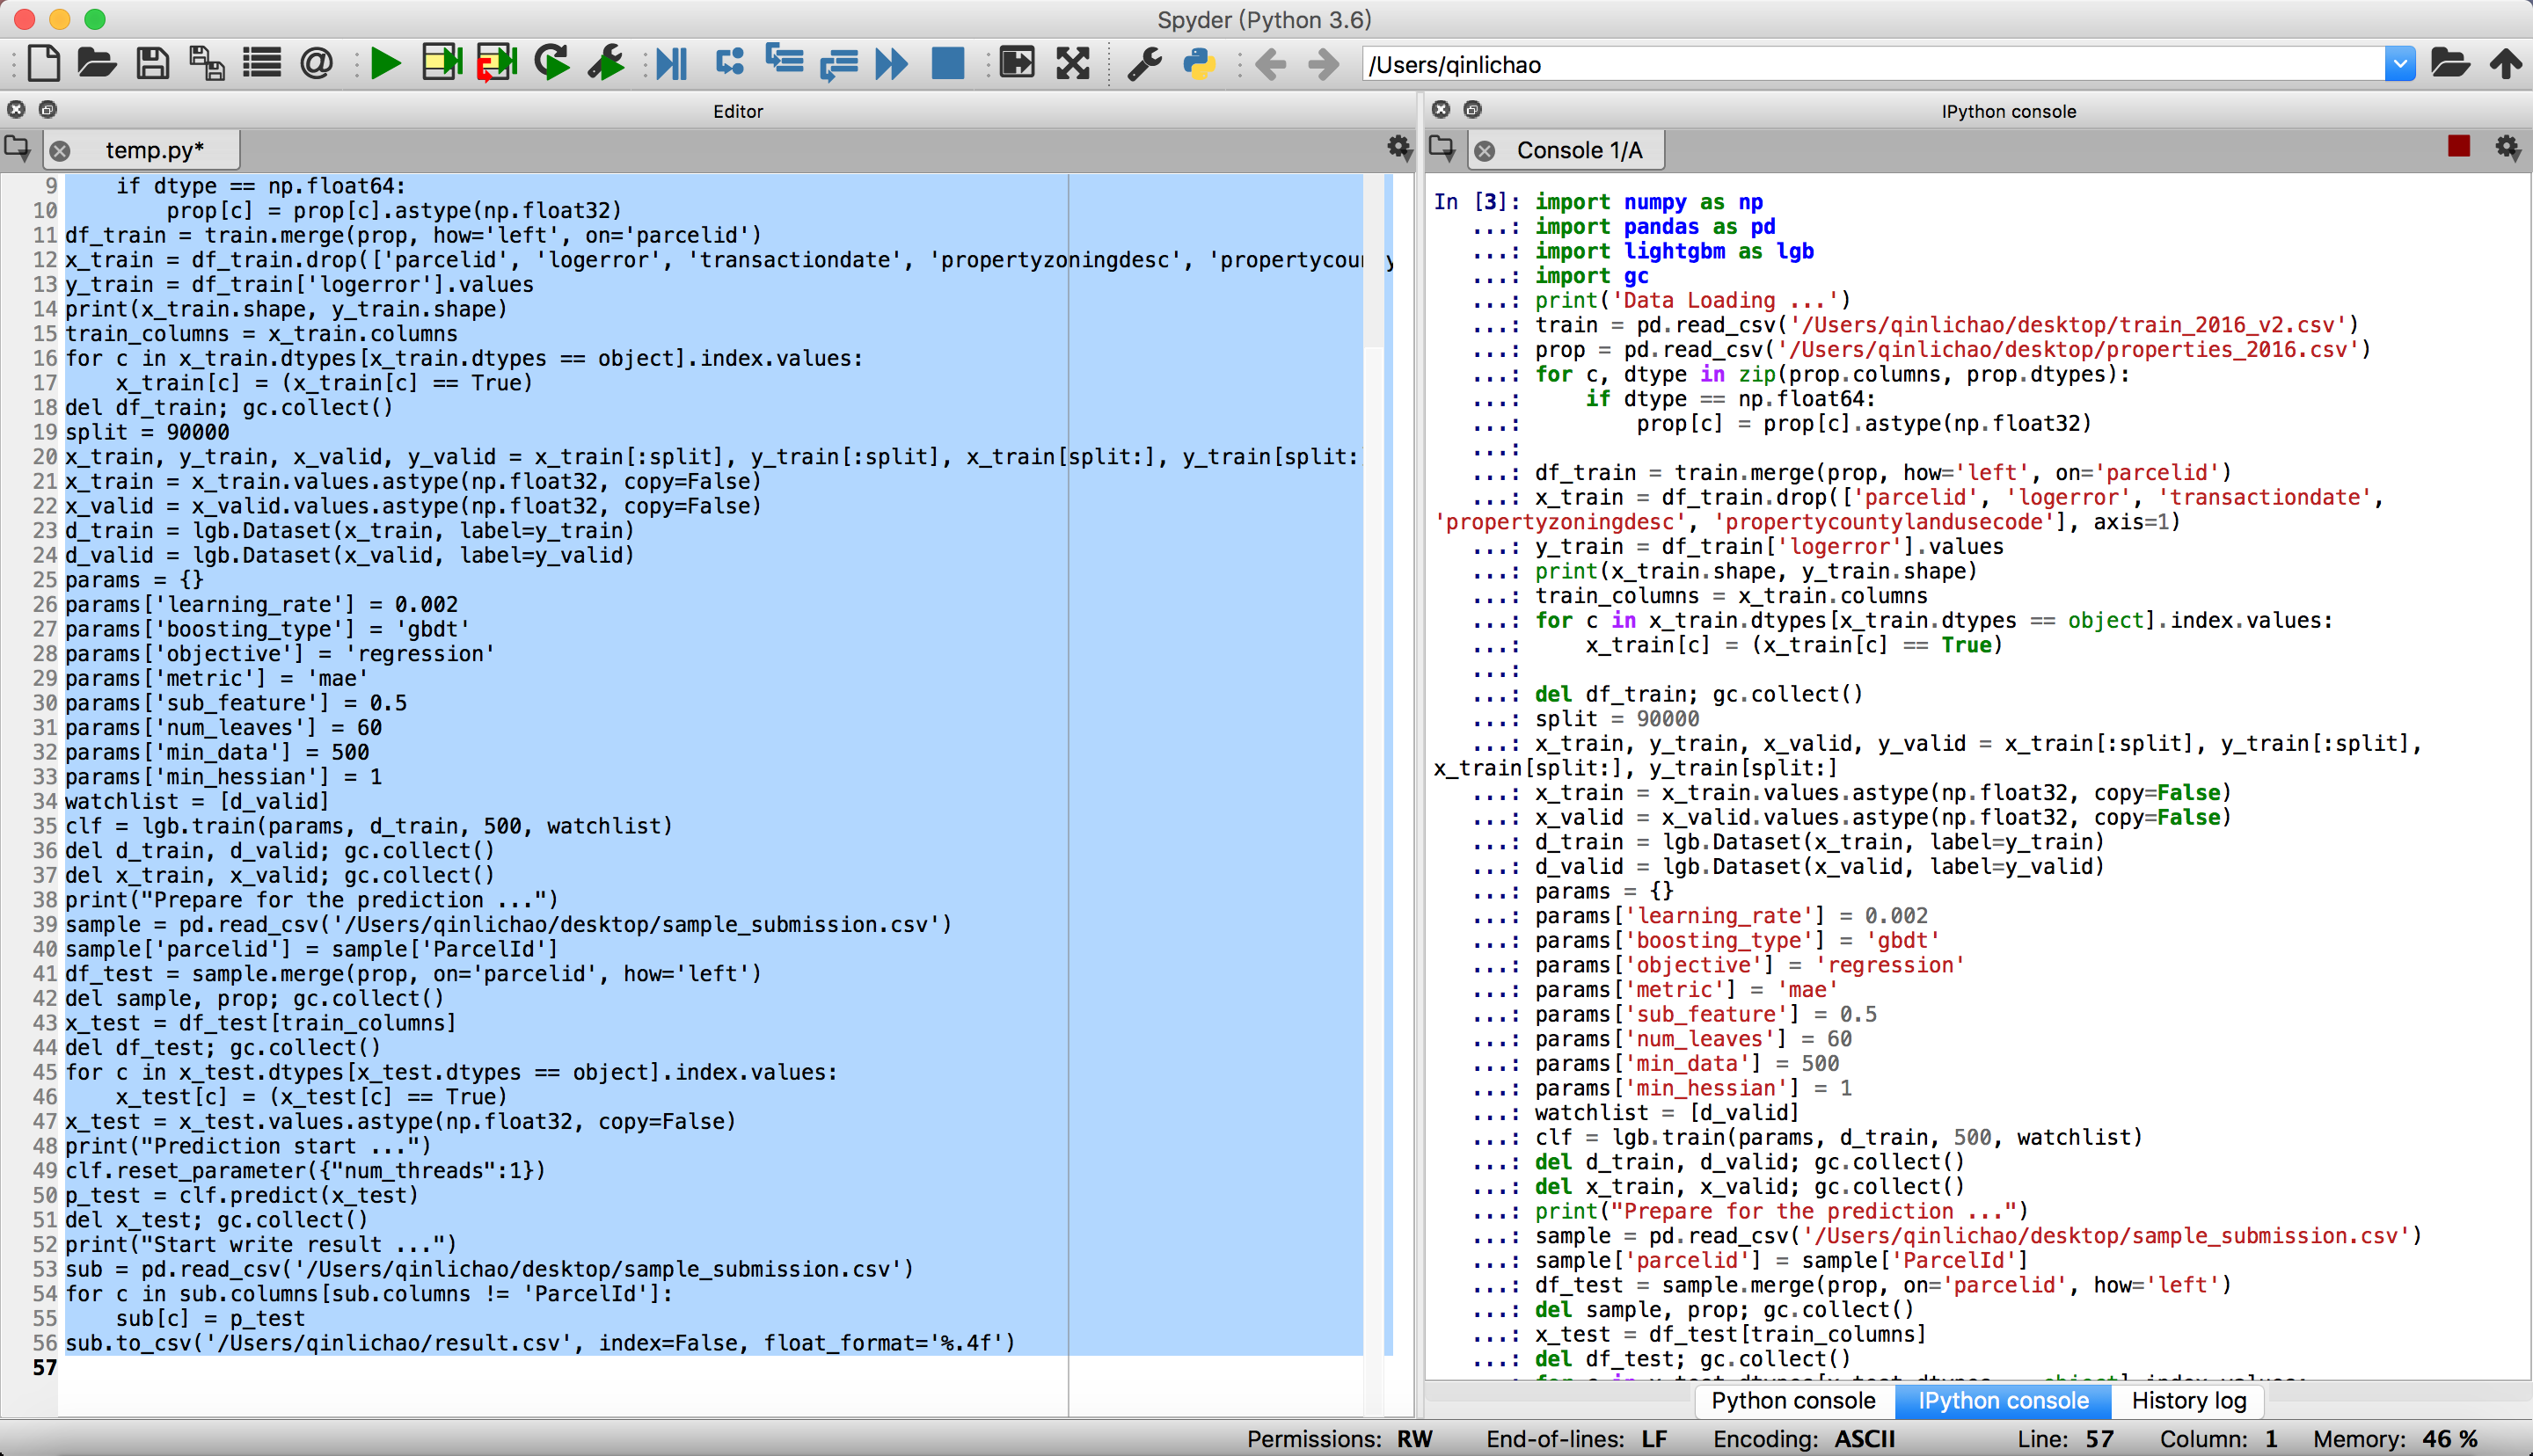 Spyder (Python 3.6)
/Users/qinlichao
Editor
temp.py*
9     if dtype == np.float64:
10         prop[c] = prop[c].astype(np.float32)
11 df_train = train.merge(prop, how='left', on='parcelid')
12 x_train = df_train.drop(['parcelid', 'logerror', 'transactiondate', 'propertyzoningdesc', 'propertycoun y
13 y_train = df_train['logerror'].values
14 print(x_train.shape, y_train.shape)
15 train_columns = x_train.columns
16 for c in x_train.dtypes[x_train.dtypes == object].index.values:
17     x_train[c] = (x_train[c] == True)
18 del df_train; gc.collect()
19 split = 90000
20 x_train, y_train, x_valid, y_valid = x_train[:split], y_train[:split], x_train[split:], y_train[split:
21 x_train = x_train.values.astype(np.float32, copy=False)
22 x_valid = x_valid.values.astype(np.float32, copy=False)
23 d_train = lgb.Dataset(x_train, label=y_train)
24 d_valid = lgb.Dataset(x_valid, label=y_valid)
25 params = {}
26 params['learning_rate'] = 0.002
27 params['boosting_type'] = 'gbdt'
28 params['objective'] = 'regression'
29 params['metric'] = 'mae'
30 params['sub_feature'] = 0.5
31 params['num_leaves'] = 60
32 params['min_data'] = 500
33 params['min_hessian'] = 1
34 watchlist = [d_valid]
35 clf = lgb.train(params, d_train, 500, watchlist)
36 del d_train, d_valid; gc.collect()
37 del x_train, x_valid; gc.collect()
38 print("Prepare for the prediction ...")
39 sample = pd.read_csv('/Users/qinlichao/desktop/sample_submission.csv')
40 sample['parcelid'] = sample['ParcelId']
41 df_test = sample.merge(prop, on='parcelid', how='left')
42 del sample, prop; gc.collect()
43 x_test = df_test[train_columns]
44 del df_test; gc.collect()
45 for c in x_test.dtypes[x_test.dtypes == object].index.values:
46     x_test[c] = (x_test[c] == True)
47 x_test = x_test.values.astype(np.float32, copy=False)
48 print("Prediction start ...")
49 clf.reset_parameter({"num_threads":1})
50 p_test = clf.predict(x_test)
51 del x_test; gc.collect()
52 print("Start write result ...")
53 sub = pd.read_csv('/Users/qinlichao/desktop/sample_submission.csv')
54 for c in sub.columns[sub.columns != 'ParcelId']:
55     sub[c] = p_test
56 sub.to_csv('/Users/qinlichao/result.csv', index=False, float_format='%.4f')
57
IPython console
Console 1/A
In [3]: import numpy as np
   ...: import pandas as pd
   ...: import lightgbm as lgb
   ...: import gc
   ...: print('Data Loading ...')
   ...: train = pd.read_csv('/Users/qinlichao/desktop/train_2016_v2.csv')
   ...: prop = pd.read_csv('/Users/qinlichao/desktop/properties_2016.csv')
   ...: for c, dtype in zip(prop.columns, prop.dtypes):
   ...:     if dtype == np.float64:
   ...:         prop[c] = prop[c].astype(np.float32)
   ...:
   ...: df_train = train.merge(prop, how='left', on='parcelid')
   ...: x_train = df_train.drop(['parcelid', 'logerror', 'transactiondate',
'propertyzoningdesc', 'propertycountylandusecode'], axis=1)
   ...: y_train = df_train['logerror'].values
   ...: print(x_train.shape, y_train.shape)
   ...: train_columns = x_train.columns
   ...: for c in x_train.dtypes[x_train.dtypes == object].index.values:
   ...:     x_train[c] = (x_train[c] == True)
   ...:
   ...: del df_train; gc.collect()
   ...: split = 90000
   ...: x_train, y_train, x_valid, y_valid = x_train[:split], y_train[:split],
x_train[split:], y_train[split:]
   ...: x_train = x_train.values.astype(np.float32, copy=False)
   ...: x_valid = x_valid.values.astype(np.float32, copy=False)
   ...: d_train = lgb.Dataset(x_train, label=y_train)
   ...: d_valid = lgb.Dataset(x_valid, label=y_valid)
   ...: params = {}
   ...: params['learning_rate'] = 0.002
   ...: params['boosting_type'] = 'gbdt'
   ...: params['objective'] = 'regression'
   ...: params['metric'] = 'mae'
   ...: params['sub_feature'] = 0.5
   ...: params['num_leaves'] = 60
   ...: params['min_data'] = 500
   ...: params['min_hessian'] = 1
   ...: watchlist = [d_valid]
   ...: clf = lgb.train(params, d_train, 500, watchlist)
   ...: del d_train, d_valid; gc.collect()
   ...: del x_train, x_valid; gc.collect()
   ...: print("Prepare for the prediction ...")
   ...: sample = pd.read_csv('/Users/qinlichao/desktop/sample_submission.csv')
   ...: sample['parcelid'] = sample['ParcelId']
   ...: df_test = sample.merge(prop, on='parcelid', how='left')
   ...: del sample, prop; gc.collect()
   ...: x_test = df_test[train_columns]
   ...: del df_test; gc.collect()
Python console
IPython console
History log
Permissions: RW End-of-lines: LF Encoding: ASCII Line: 57 Column: 1 Memory: 46 %